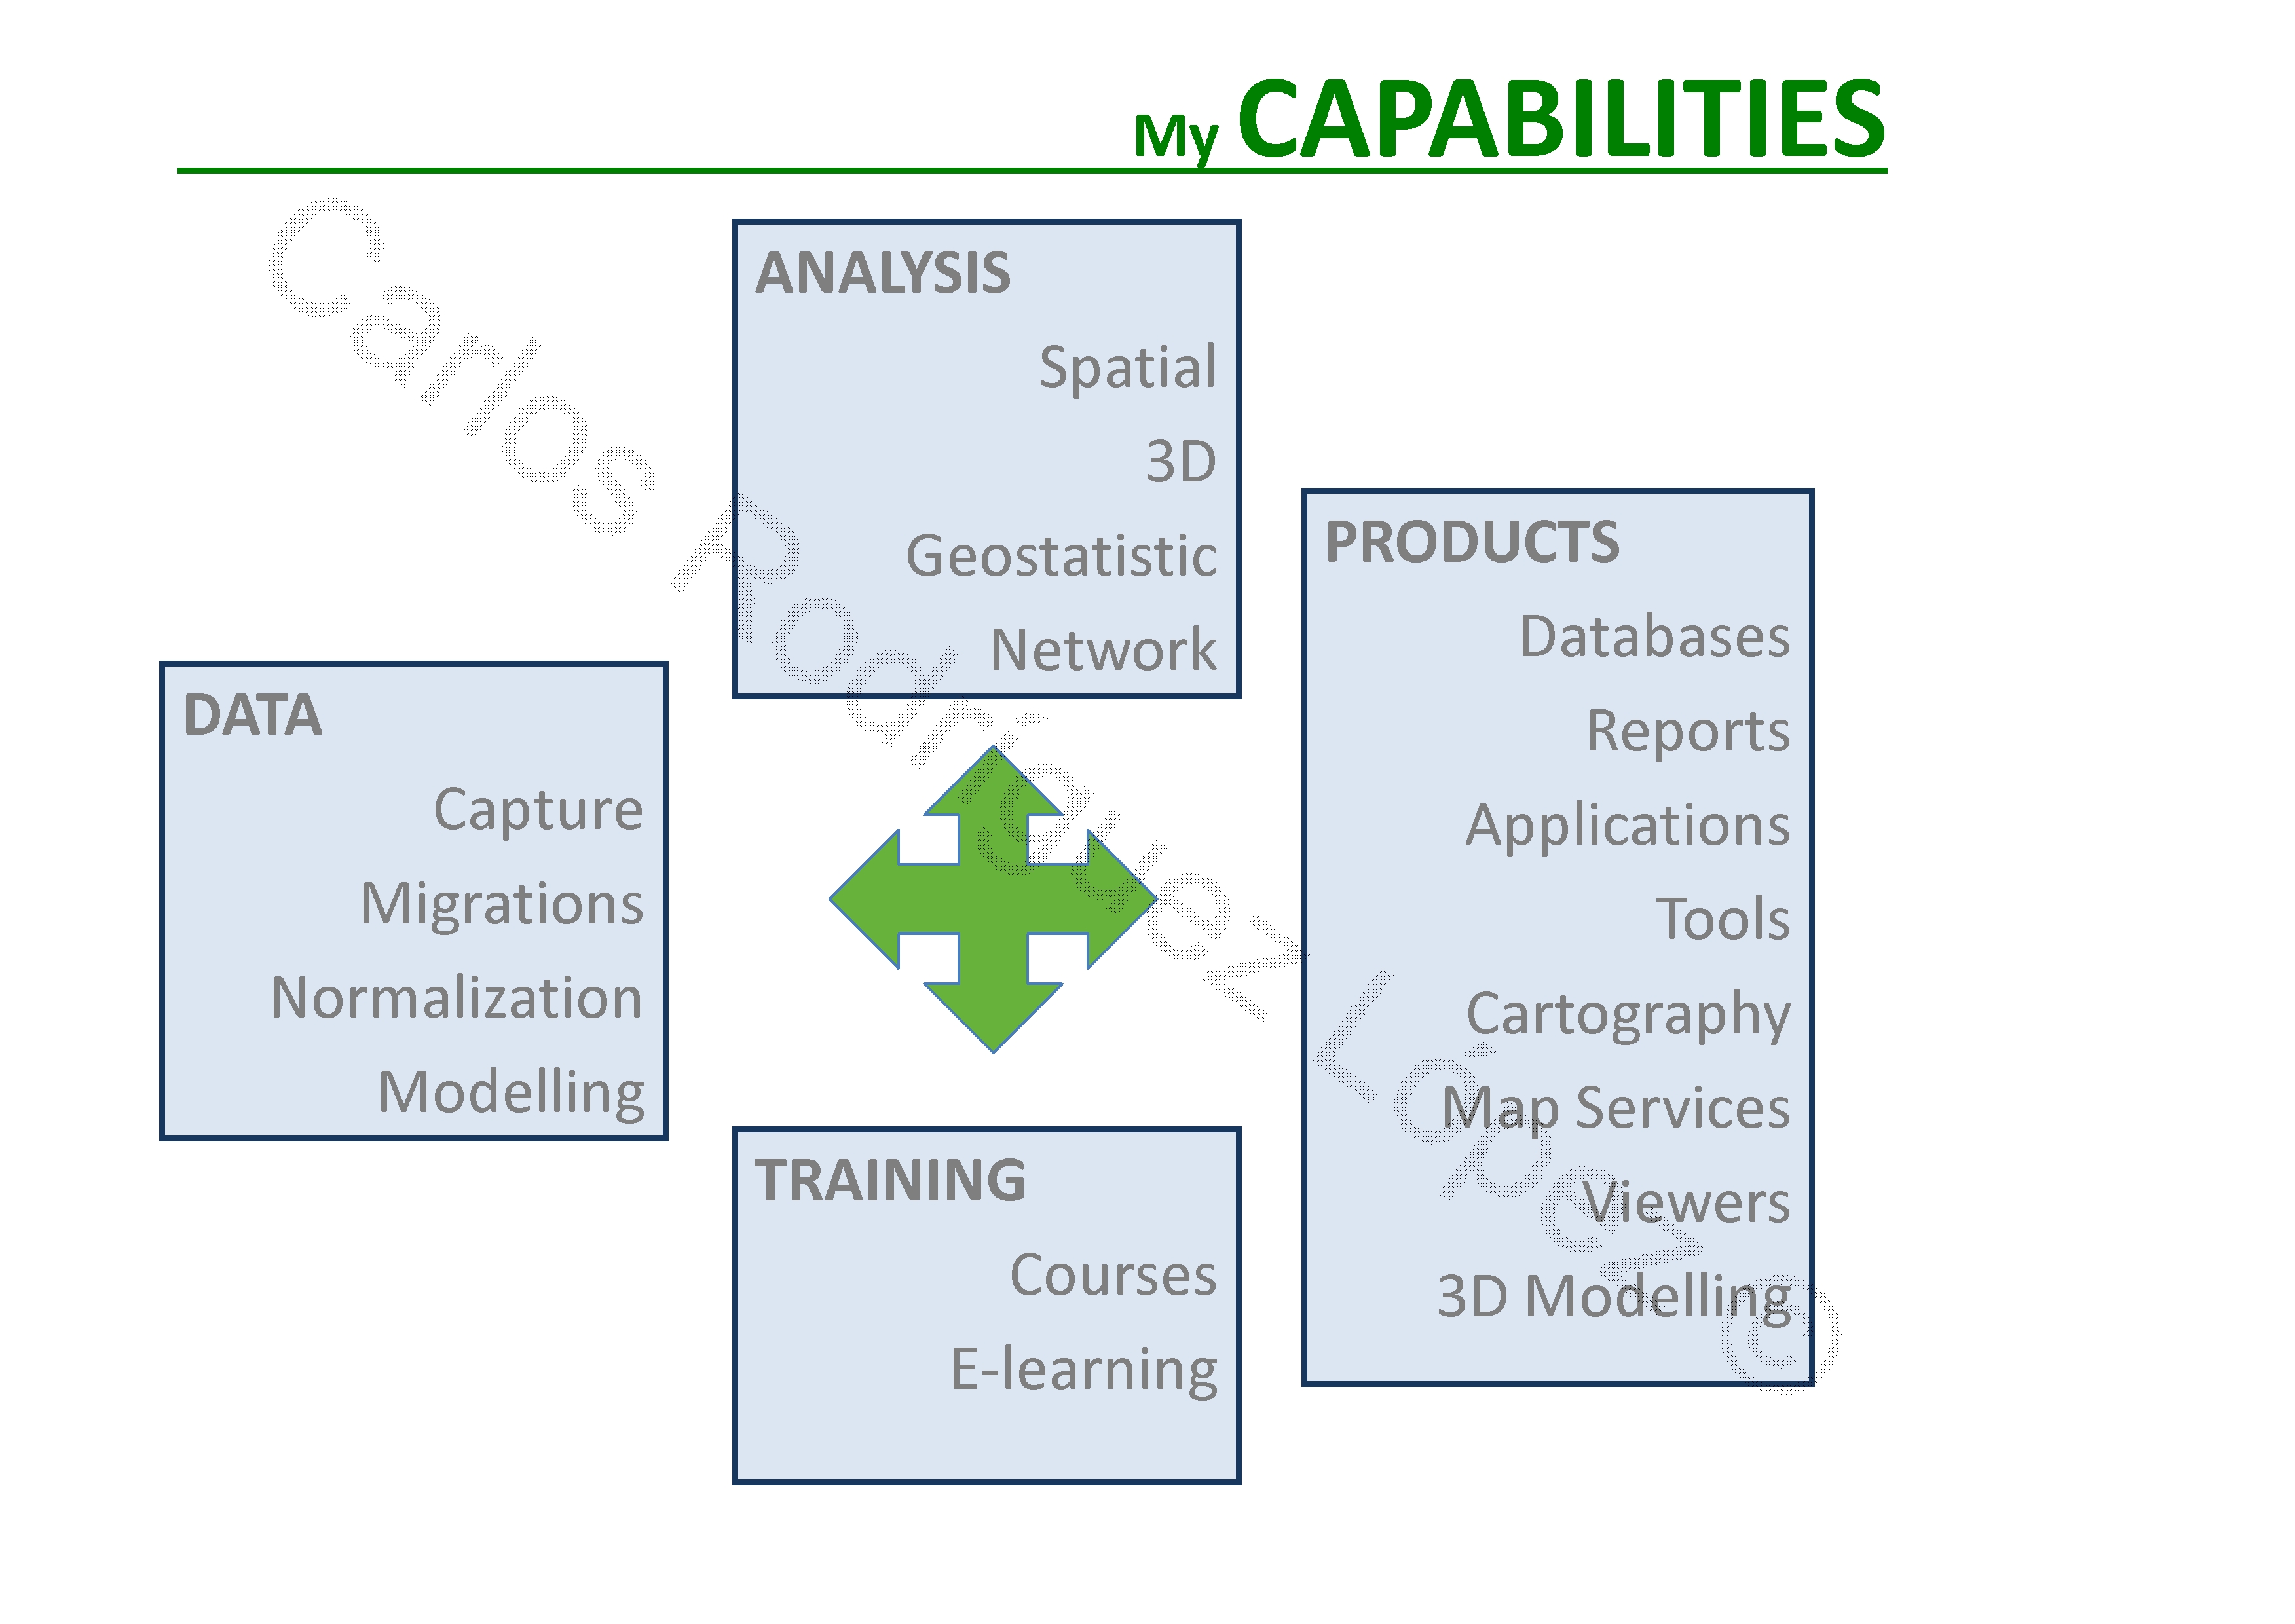 My CAPABILITIES
ANALYSIS
Spatial
3D
Geostatistic
Network
DATA
Capture
Migrations
Normalization
Modelling
PRODUCTS
Databases
Reports
Applications
Tools
Cartography
Map Services
Viewers
3D Modelling
TRAINING
Courses
E-learning
Carlos Rodríguez López ©